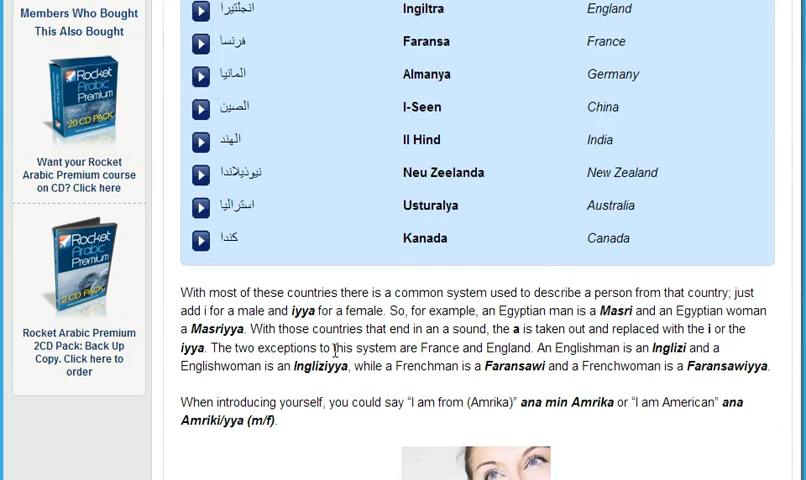 Members Who Bought
This Also Bought
Rocket
Arabic
Premium
20 CD PACK
Want your Rocket
Arabic Premium course
on CD? Click here
Rocket
Arabic
Premium
2 CD PACK
Rocket Arabic Premium
2CD Pack: Back Up
Copy. Click here to
order
انجلتيرا Ingiltra England
فرنسا Faransa France
المانيا Almanya Germany
الصين I-Seen China
الهند Il Hind India
نيوذيلاندا Neu Zeelanda New Zealand
استراليا Usturalya Australia
كندا Kanada Canada
With most of these countries there is a common system used to describe a person from that country; just
add i for a male and iyya for a female. So, for example, an Egyptian man is a Masri and an Egyptian woman
a Masriyya. With those countries that end in an a sound, the a is taken out and replaced with the i or the
iyya. The two exceptions to this system are France and England. An Englishman is an Inglizi and a
Englishwoman is an Ingliziyya, while a Frenchman is a Faransawi and a Frenchwoman is a Faransawiyya.
When introducing yourself, you could say “I am from (Amrika)” ana min Amrika or “I am American” ana
Amriki/yya (m/f).